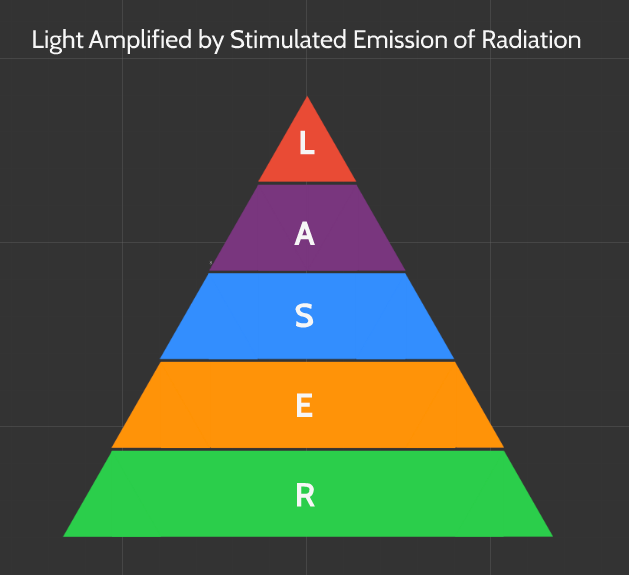 Light Amplified by Stimulated Emission of Radiation
L
A
S
E
R